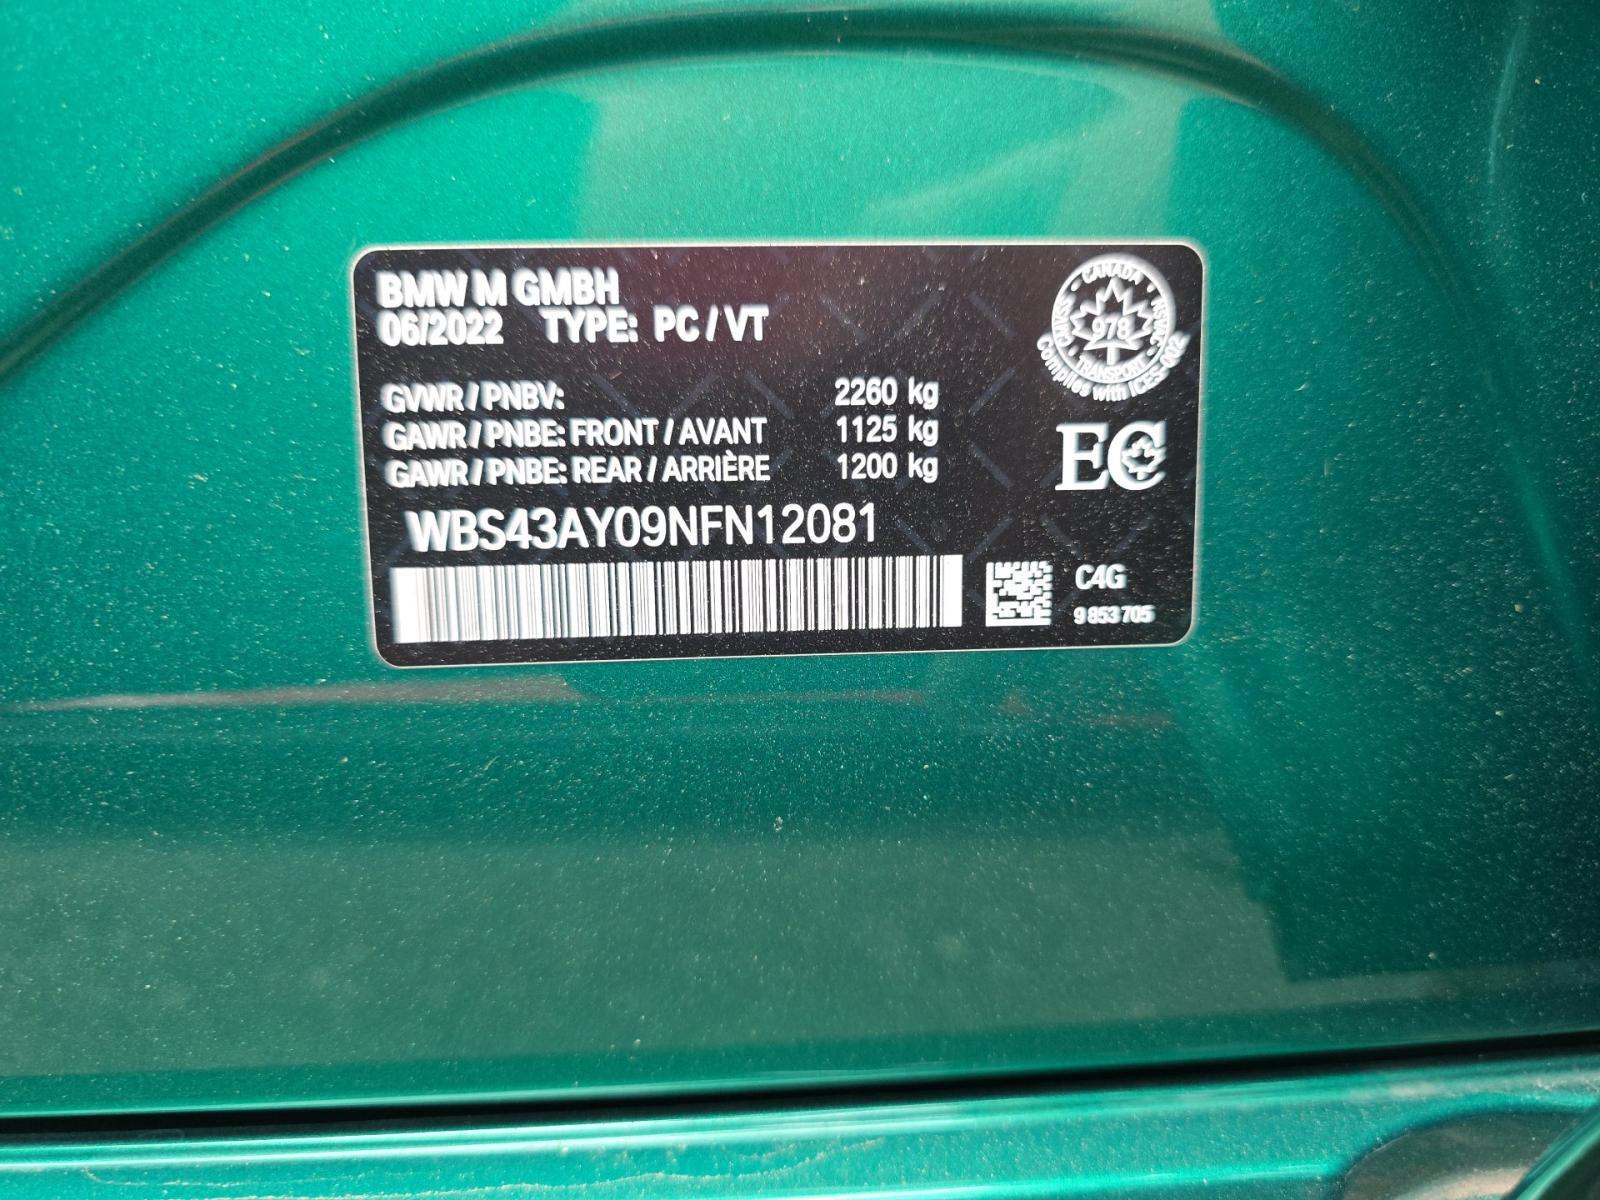 BMW M GMBH
06/2022 TYPE: PC / VT
GVWR / PNBV: 2260 kg
GAWR / PNBE: FRONT / AVANT 1125 kg
GAWR / PNBE: REAR / ARRIÈRE 1200 kg
WBS43AY09NFN12081
CANADA
978
TRANSPORT
Complies with ICES-002
EC
C4G
9 853 705